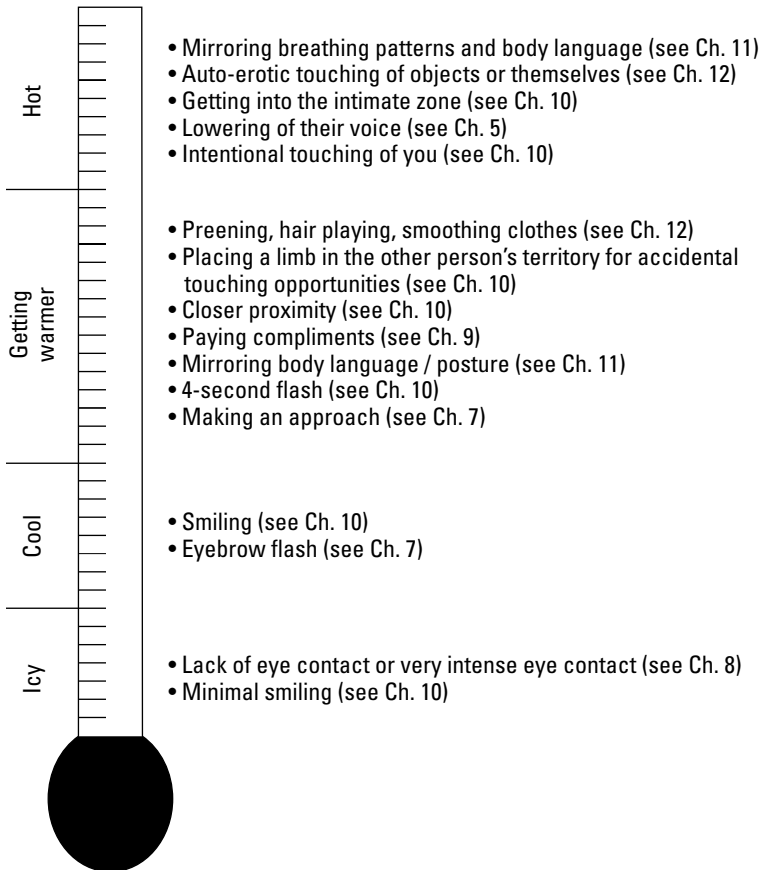 Hot
• Mirroring breathing patterns and body language (see Ch. 11)
• Auto-erotic touching of objects or themselves (see Ch. 12)
• Getting into the intimate zone (see Ch. 10)
• Lowering of their voice (see Ch. 5)
• Intentional touching of you (see Ch. 10)
Getting
warmer
• Preening, hair playing, smoothing clothes (see Ch. 12)
• Placing a limb in the other person's territory for accidental
touching opportunities (see Ch. 10)
• Closer proximity (see Ch. 10)
• Paying compliments (see Ch. 9)
• Mirroring body language / posture (see Ch. 11)
• 4-second flash (see Ch. 10)
• Making an approach (see Ch. 7)
Cool
• Smiling (see Ch. 10)
• Eyebrow flash (see Ch. 7)
Icy
• Lack of eye contact or very intense eye contact (see Ch. 8)
• Minimal smiling (see Ch. 10)